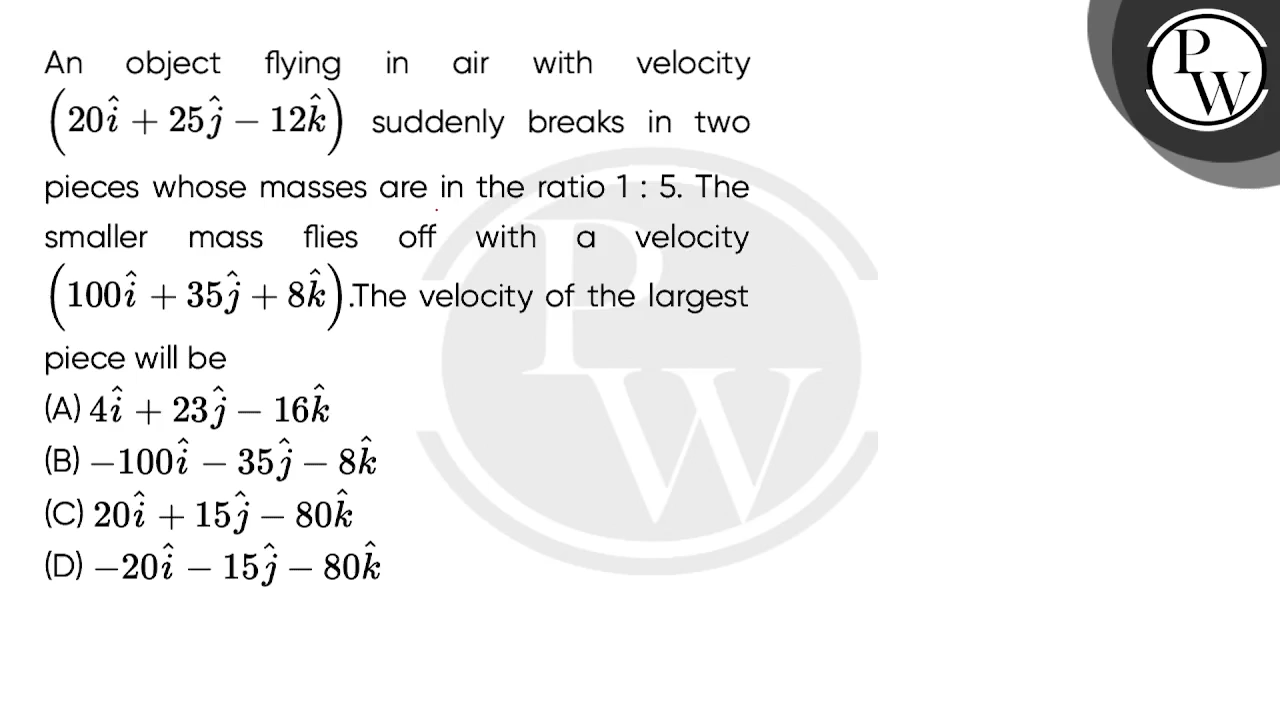 An object flying in air with velocity
(20î + 25ĵ − 12k̂) suddenly breaks in two
pieces whose masses are in the ratio 1 : 5. The
smaller mass flies off with a velocity
(100î + 35ĵ + 8k̂).The velocity of the largest
piece will be
(A) 4î + 23ĵ − 16k̂
(B) −100î − 35ĵ − 8k̂
(C) 20î + 15ĵ − 80k̂
(D) −20î − 15ĵ − 80k̂
P
W
P
W